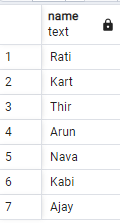 name
text
1 Rati
2 Kart
3 Thir
4 Arun
5 Nava
6 Kabi
7 Ajay